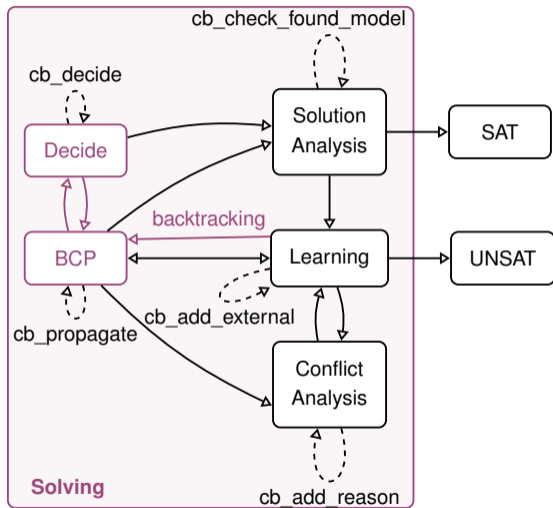 cb_check_found_model
cb_decide
Solution
Analysis
SAT
Decide
backtracking
BCP
Learning
UNSAT
cb_add_external
cb_propagate
Conflict
Analysis
Solving
cb_add_reason